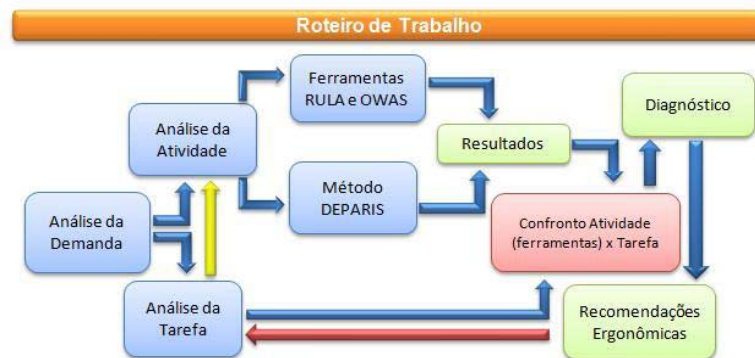 Roteiro de Trabalho
Ferramentas
RULA e OWAS
Diagnóstico
Análise da
Atividade
Resultados
Método
DEPARIS
Análise da
Demanda
Confronto Atividade
(ferramentas) x Tarefa
Análise da
Tarefa
Recomendações
Ergonômicas